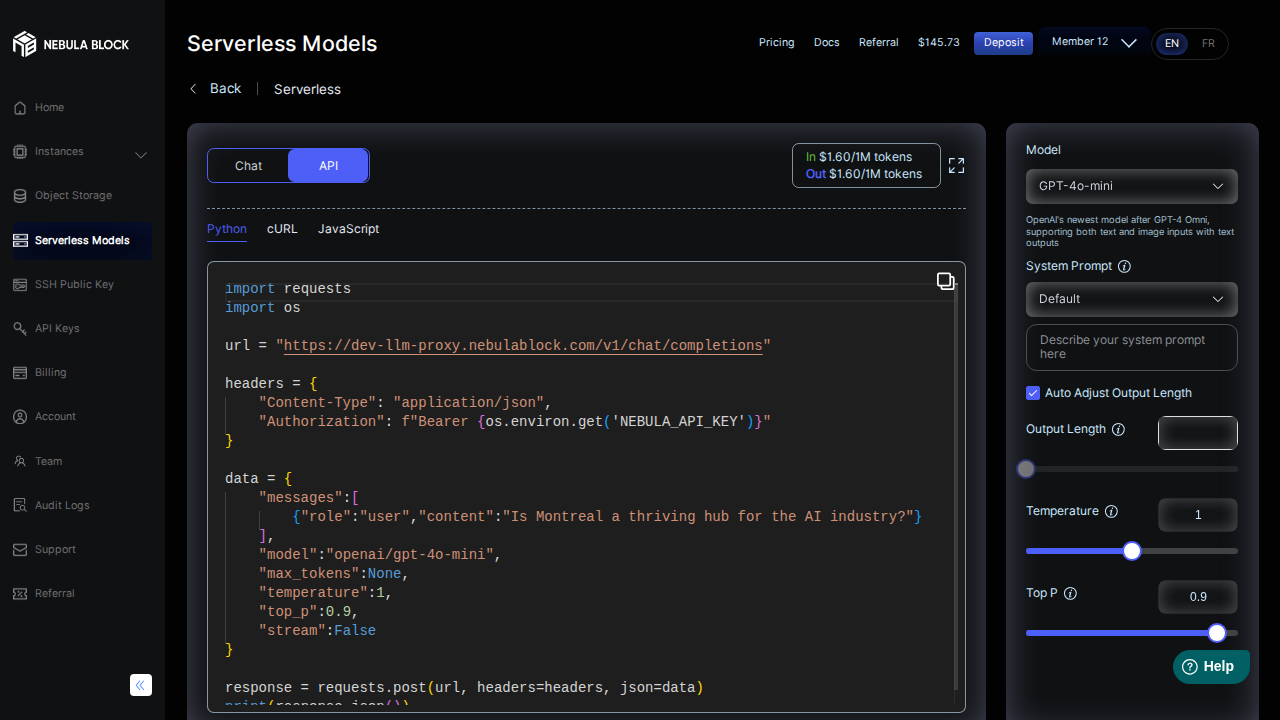 NEBULA BLOCK
Home
Instances
Object Storage
Serverless Models
SSH Public Key
API Keys
Billing
Account
Team
Audit Logs
Support
Referral
Serverless Models
Pricing
Docs
Referral
$145.73
Deposit
Member 12
EN
FR
Back
Serverless
Chat
API
In $1.60/1M tokens
Out $1.60/1M tokens
Python
cURL
JavaScript
import requests
import os
url = "https://dev-llm-proxy.nebulablock.com/v1/chat/completions"
headers = {
    "Content-Type": "application/json",
    "Authorization": f"Bearer {os.environ.get('NEBULA_API_KEY')}"
}
data = {
    "messages":[
        {"role":"user","content":"Is Montreal a thriving hub for the AI industry?"}
    ],
    "model":"openai/gpt-4o-mini",
    "max_tokens":None,
    "temperature":1,
    "top_p":0.9,
    "stream":False
}
response = requests.post(url, headers=headers, json=data)
print(response.json())
Model
GPT-4o-mini
OpenAI's newest model after GPT-4 Omni,
supporting both text and image inputs with text
outputs
System Prompt
Default
Describe your system prompt
here
Auto Adjust Output Length
Output Length
Temperature
1
Top P
0.9
Help